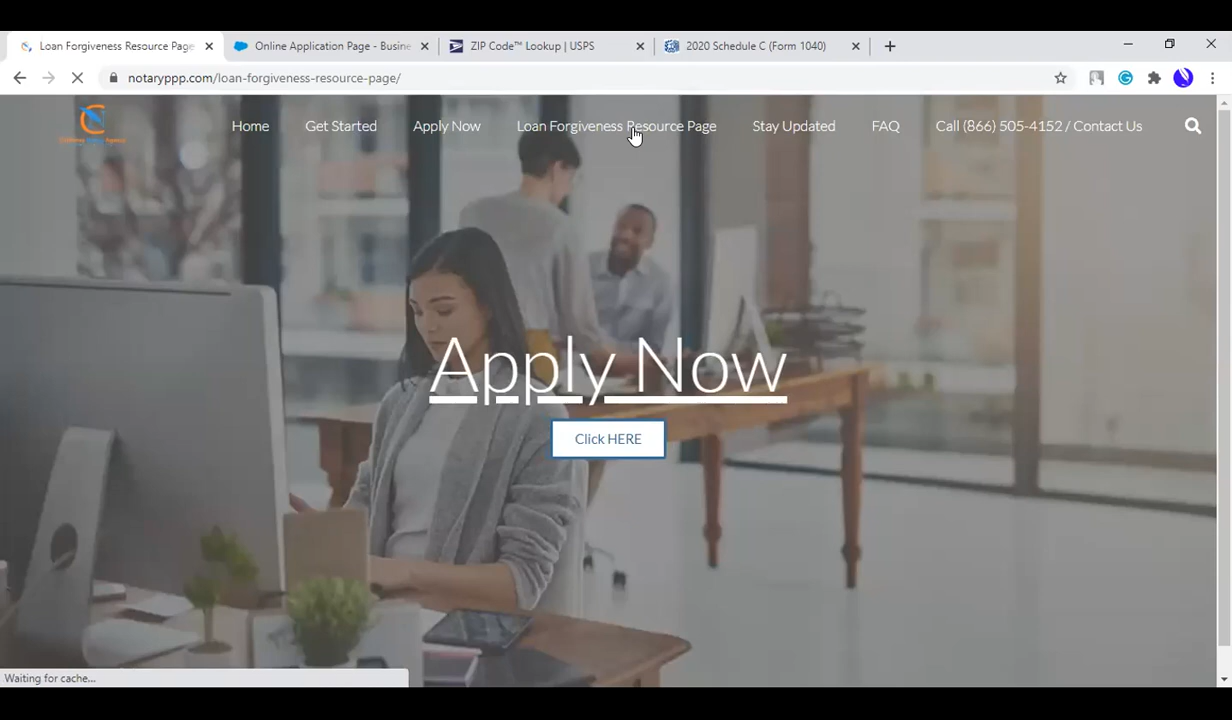 Loan Forgiveness Resource Page
Online Application Page - Busine
ZIP Code™ Lookup | USPS
2020 Schedule C (Form 1040)
notaryppp.com/loan-forgiveness-resource-page/
Home
Get Started
Apply Now
Loan Forgiveness Resource Page
Stay Updated
FAQ
Call (866) 505-4152 / Contact Us
Apply Now
Click HERE
Waiting for cache...